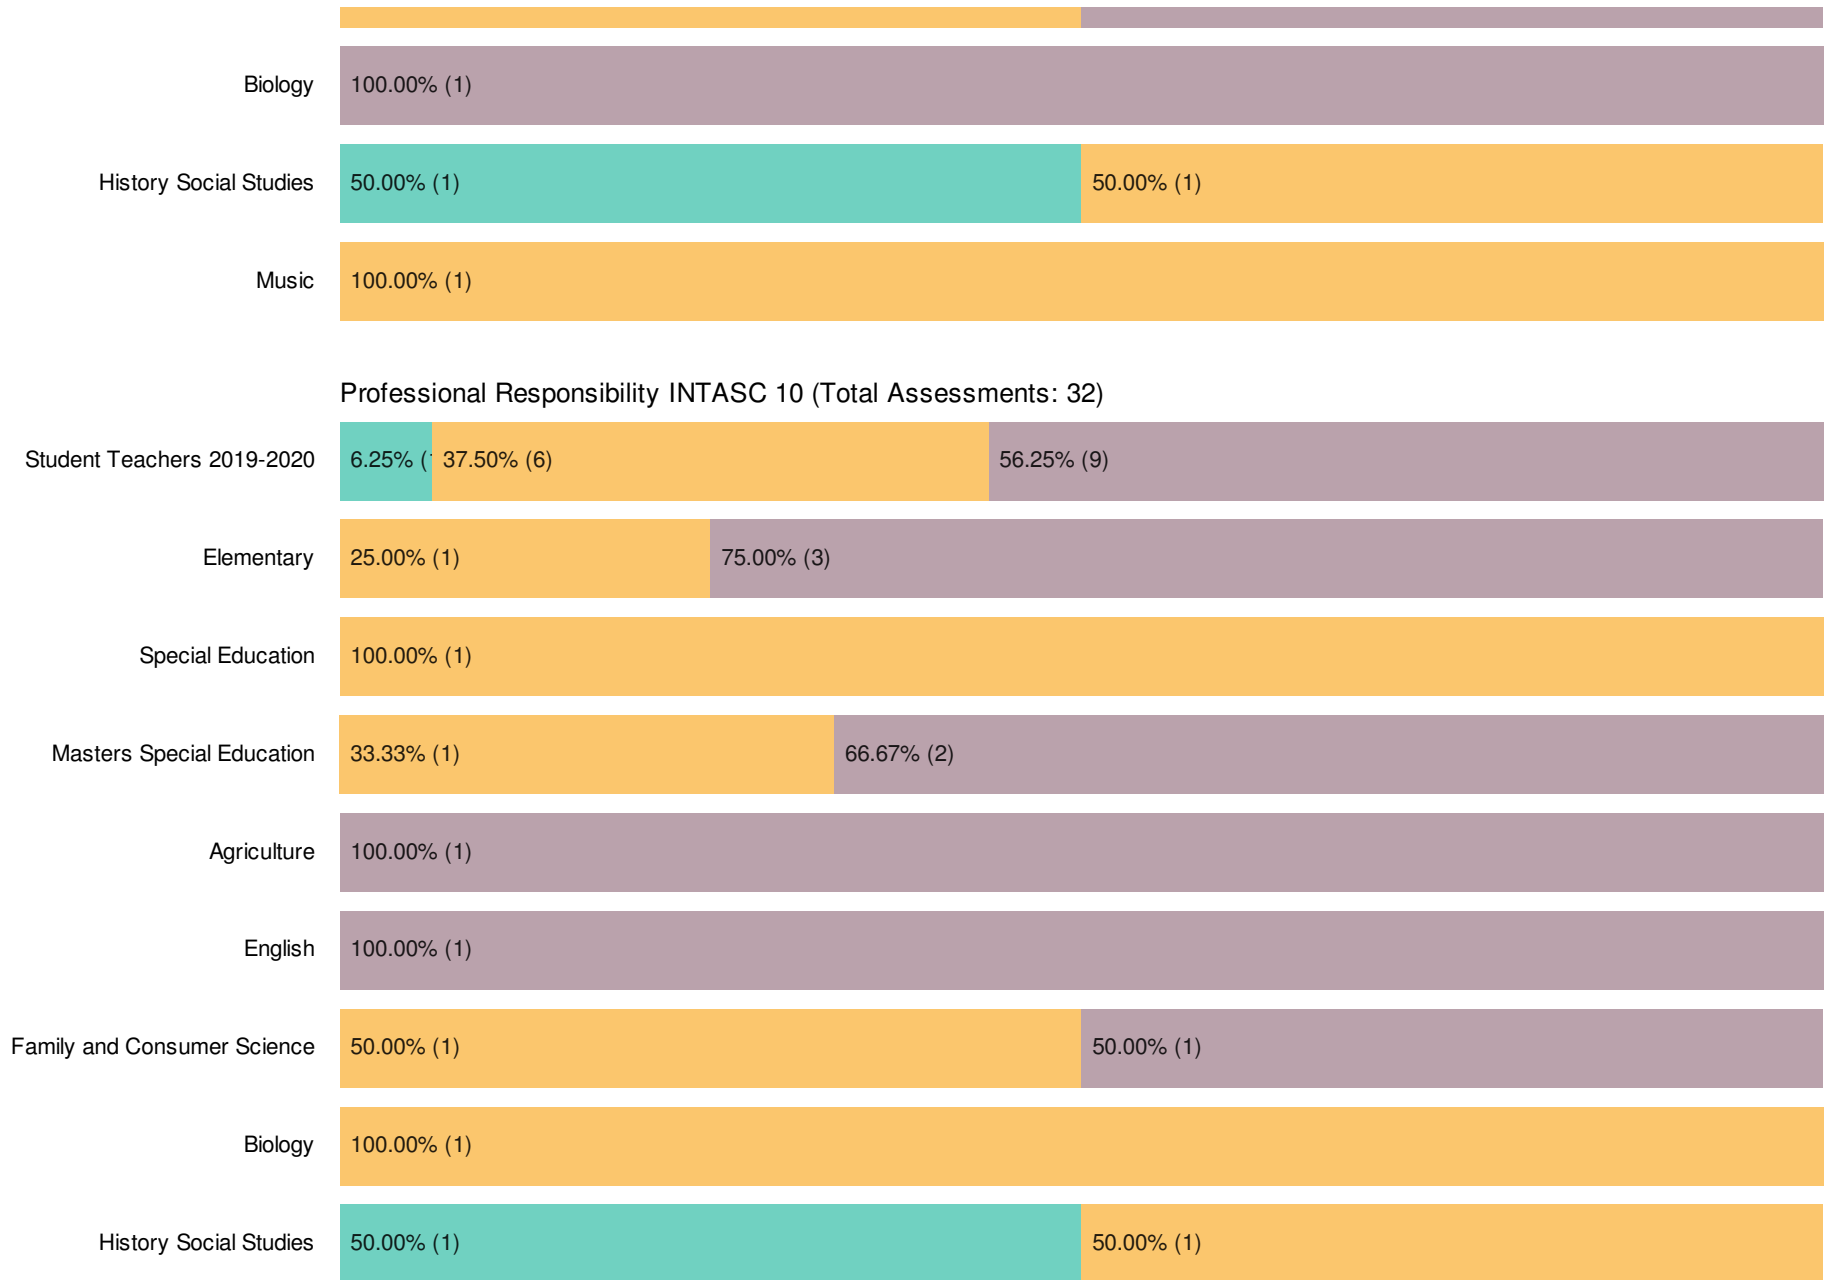 Biology 100.00% (1)
History Social Studies 50.00% (1) 50.00% (1)
Music 100.00% (1)
Professional Responsibility INTASC 10 (Total Assessments: 32)
Student Teachers 2019-2020 6.25% ( 37.50% (6) 56.25% (9)
Elementary 25.00% (1) 75.00% (3)
Special Education 100.00% (1)
Masters Special Education 33.33% (1) 66.67% (2)
Agriculture 100.00% (1)
English 100.00% (1)
Family and Consumer Science 50.00% (1) 50.00% (1)
Biology 100.00% (1)
History Social Studies 50.00% (1) 50.00% (1)